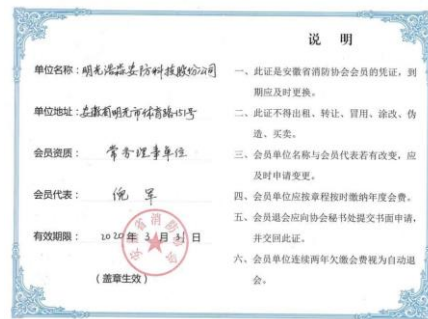 单位名称：明光浩淼安防科技股份公司
单位地址：安徽省明光市体育路151号
会员资质：常务理事单位
会员代表：倪军
有效期限：2020年3月31日
（盖章生效）
安徽省消防协会
说 明
一、此证是安徽省消防协会会员的凭证，到
期应及时更换。
二、此证不得出租、转让、冒用、涂改、伪
造、买卖。
三、会员单位名称与会员代表若有改变，应
及时申请变更。
四、会员单位应按章程按时缴纳年度会费。
五、会员退会应向协会秘书处提交书面申请，
并交回此证。
六、会员单位连续两年欠缴会费视为自动退
会。